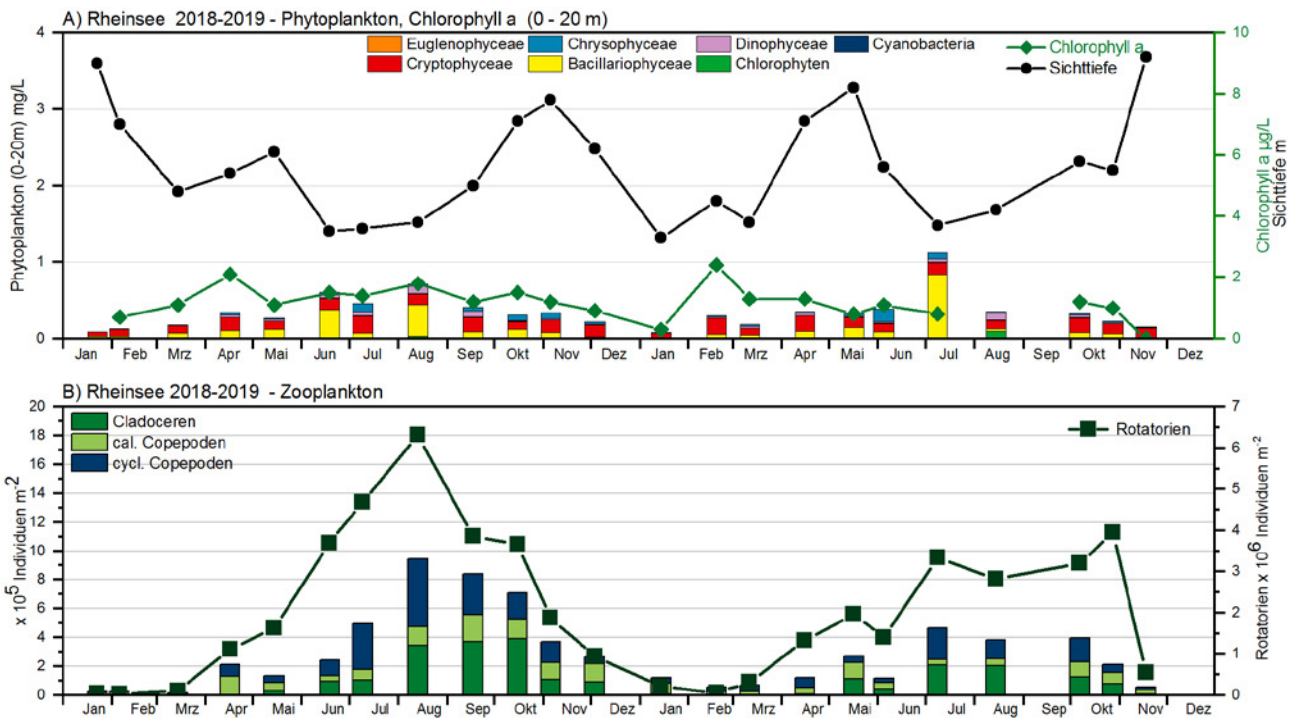 A) Rheinsee 2018-2019 - Phytoplankton, Chlorophyll a (0 - 20 m)
Euglenophyceae Chrysophyceae Dinophyceae Cyanobacteria Chlorophyll a
Cryptophyceae Bacillariophyceae Chlorophyten Sichttiefe
Phytoplankton (0-20m) mg/L
4
3
2
1
0
10
8
6
4
2
0
Chlorophyll a µg/L
Sichttiefe m
Jan Feb Mrz Apr Mai Jun Jul Aug Sep Okt Nov Dez Jan Feb Mrz Apr Mai Jun Jul Aug Sep Okt Nov Dez
B) Rheinsee 2018-2019 - Zooplankton
Cladoceren Rotatorien
cal. Copepoden
cycl. Copepoden
x 10⁵ Individuen m⁻²
20
18
16
14
12
10
8
6
4
2
0
7
6
5
4
3
2
1
0
Rotatorien x 10⁶ Individuen m⁻²
Jan Feb Mrz Apr Mai Jun Jul Aug Sep Okt Nov Dez Jan Feb Mrz Apr Mai Jun Jul Aug Sep Okt Nov Dez